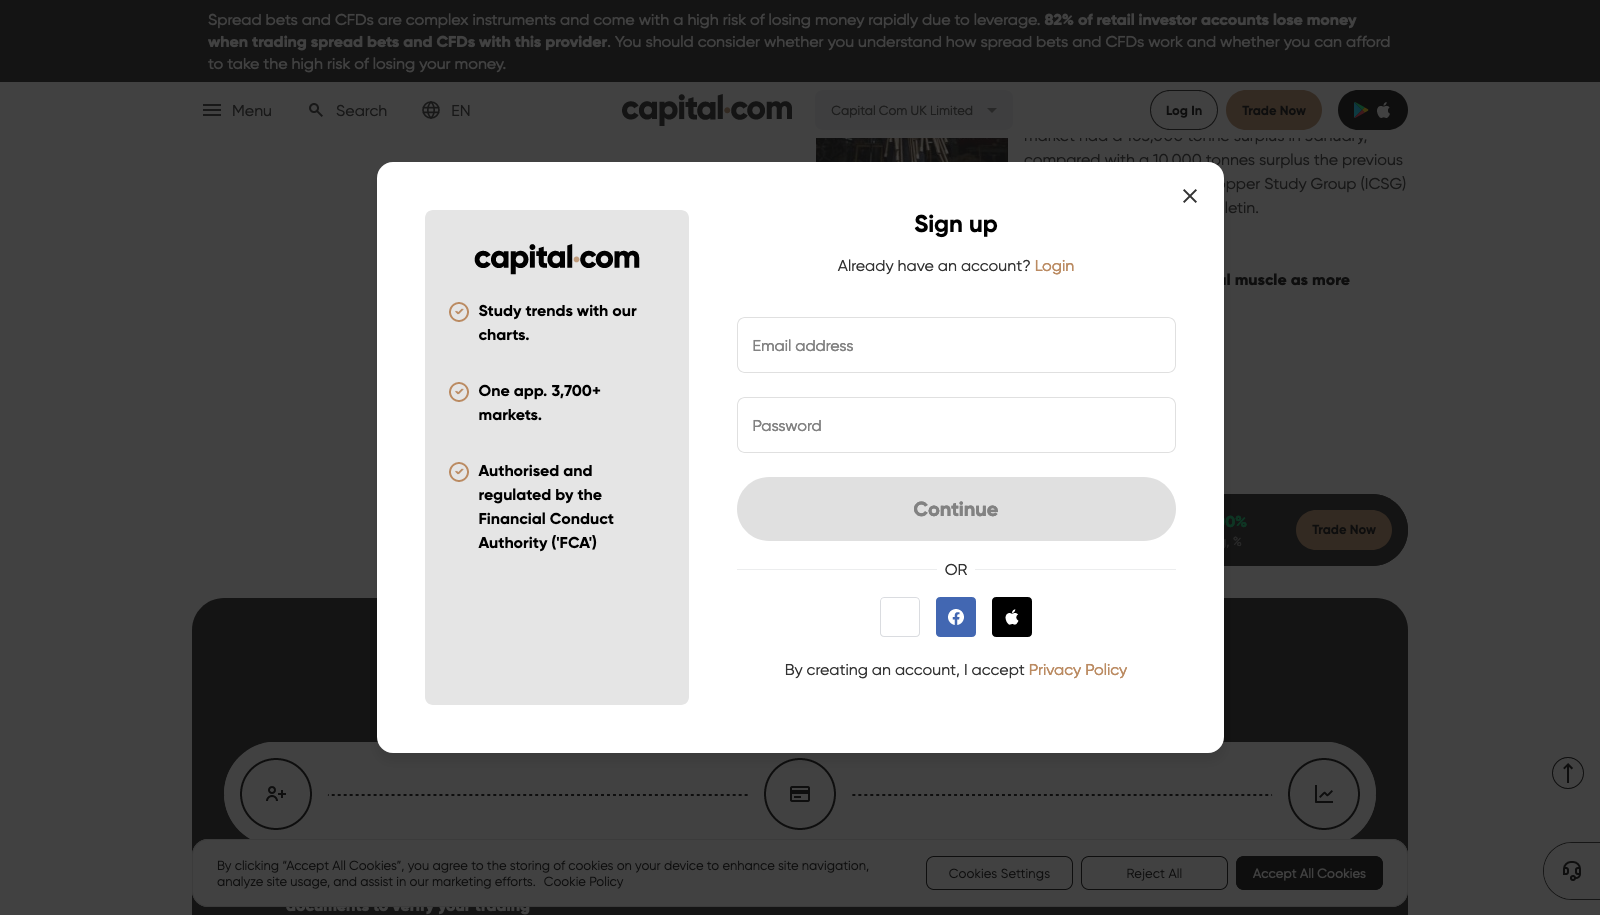 Spread bets and CFDs are complex instruments and come with a high risk of losing money rapidly due to leverage. 82% of retail investor accounts lose money
when trading spread bets and CFDs with this provider. You should consider whether you understand how spread bets and CFDs work and whether you can afford
to take the high risk of losing your money.
Menu
Search
EN
capital.com
Capital Com UK Limited
Log In
Trade Now
compared with a 10,000 tonnes surplus the previous
pper Study Group (ICSG)
letin.
Sign up
capital.com
Already have an account? Login
l muscle as more
Study trends with our
charts.
Email address
One app. 3,700+
markets.
Password
Authorised and
regulated by the
Financial Conduct
Authority ('FCA')
Continue
0%
%
Trade Now
OR
By creating an account, I accept Privacy Policy
By clicking “Accept All Cookies”, you agree to the storing of cookies on your device to enhance site navigation,
analyze site usage, and assist in our marketing efforts. Cookie Policy
Cookies Settings
Reject All
Accept All Cookies
documents to verify your trading